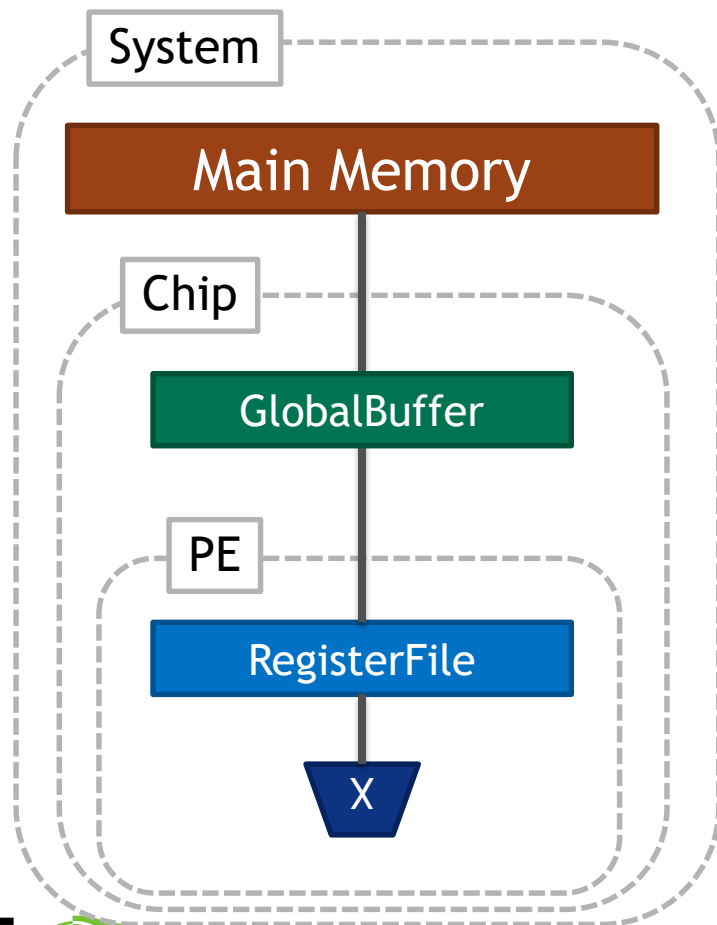 System
Main Memory
Chip
GlobalBuffer
PE
RegisterFile
X